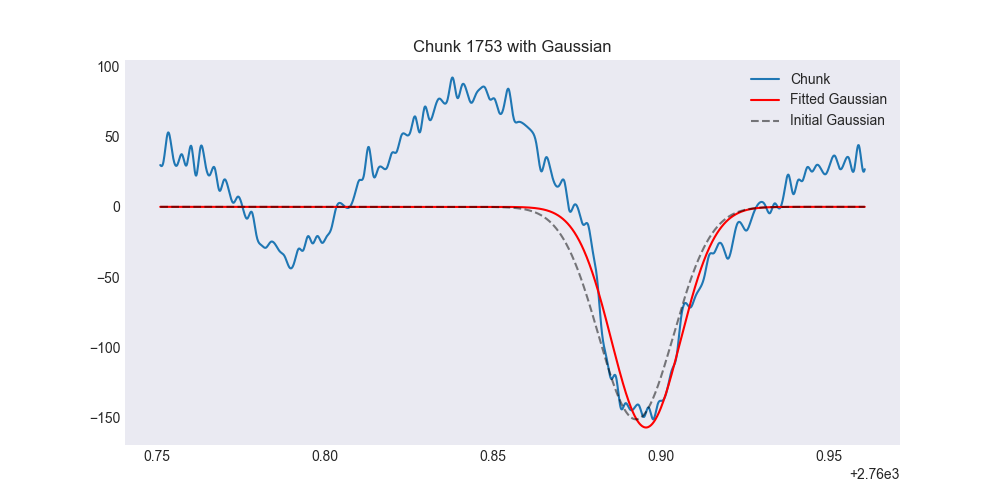 Chunk 1753 with Gaussian
100
50
0
−50
−100
−150
Chunk
Fitted Gaussian
Initial Gaussian
0.75 0.80 0.85 0.90 0.95
+2.76e3